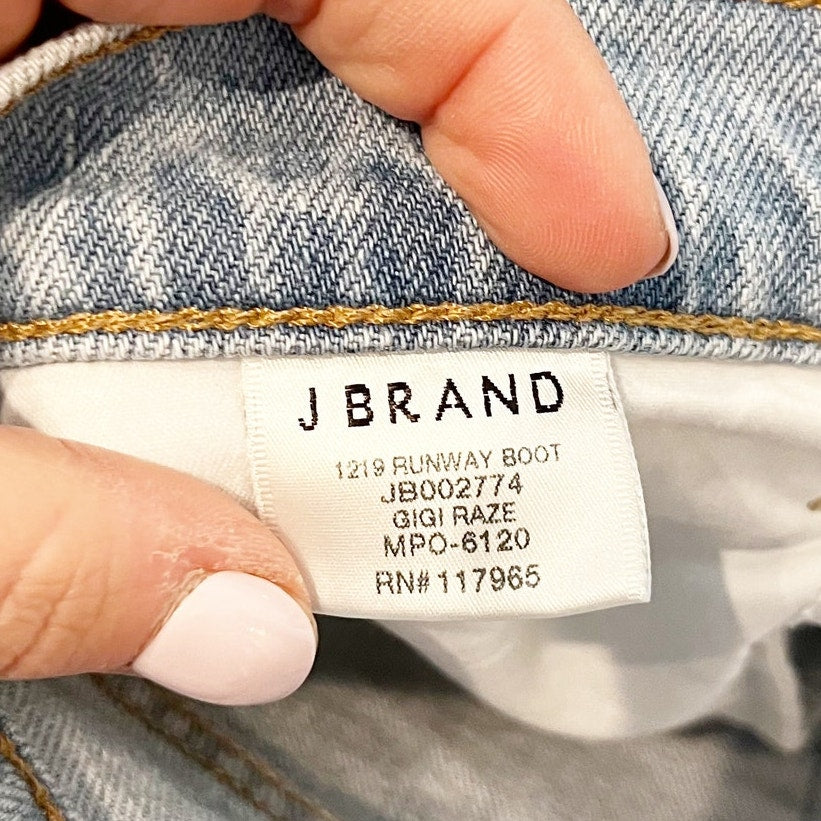 J BRAND
1219 RUNWAY BOOT
JB002774
GIGI RAZE
MPO-6120
RN# 117965